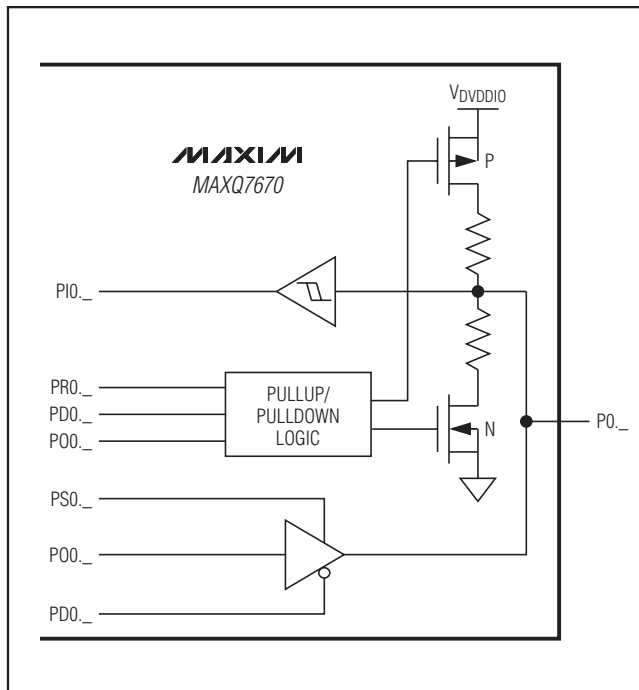 VDVDDIO
MAXIM
MAXQ7670
P
PI0._
PR0._
PD0._
PO0._
PULLUP/
PULLDOWN
LOGIC
N
P0._
PS0._
PO0._
PD0._